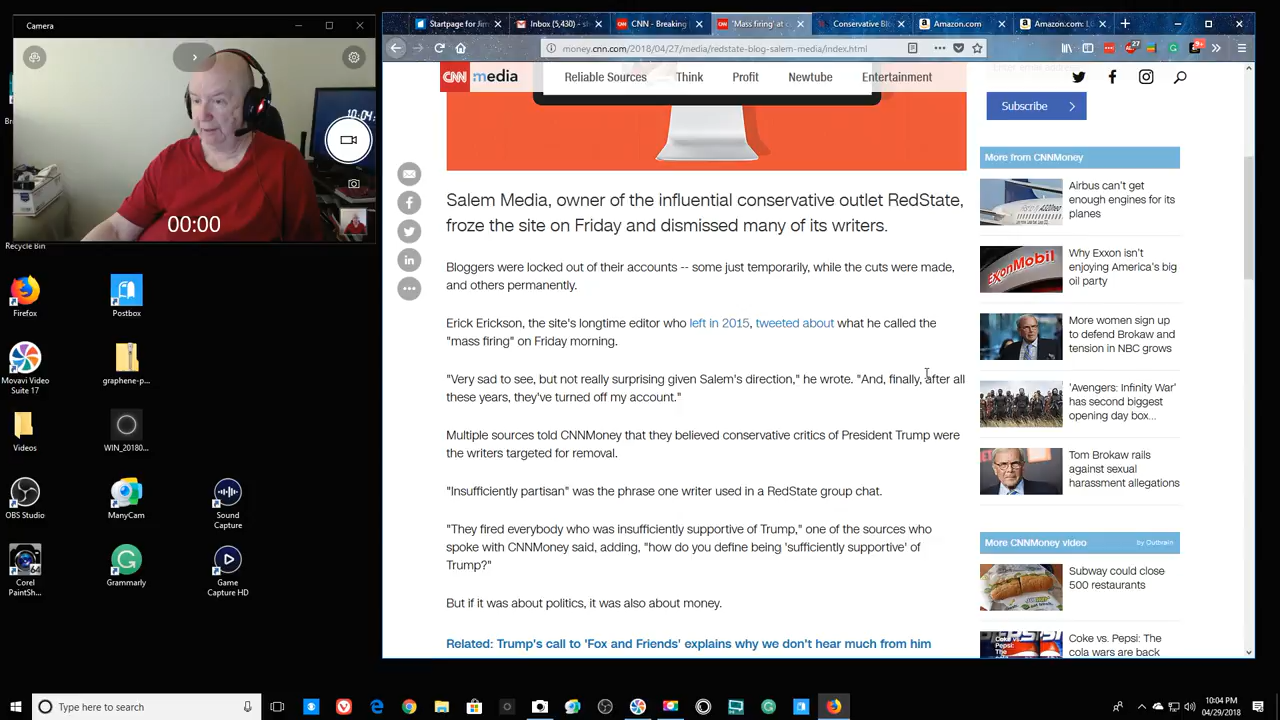 Startpage for Jim
Inbox (5,430) - s
CNN - Breaking
"Mass firing" at c
Conservative Blo
Amazon.com
Amazon.com: L
Camera
money.cnn.com/2018/04/27/media/redstate-blog-salem-media/index.html
27
CNN media
Reliable Sources
Think
Profit
Newtube
Entertainment
Subscribe
10:04
00:00
More from CNNMoney
Airbus can't get
enough engines for its
planes
ExxonMobil
Why Exxon isn't
enjoying America's big
oil party
More women sign up
to defend Brokaw and
tension in NBC grows
'Avengers: Infinity War'
has second biggest
opening day box...
Tom Brokaw rails
against sexual
harassment allegations
More CNNMoney video
by Outbrain
Subway could close
500 restaurants
Coke vs. Pepsi: The
cola wars are back
Salem Media, owner of the influential conservative outlet RedState,
froze the site on Friday and dismissed many of its writers.
Bloggers were locked out of their accounts -- some just temporarily, while the cuts were made,
and others permanently.
Erick Erickson, the site's longtime editor who left in 2015, tweeted about what he called the
"mass firing" on Friday morning.
"Very sad to see, but not really surprising given Salem's direction," he wrote. "And, finally, after all
these years, they've turned off my account."
Multiple sources told CNNMoney that they believed conservative critics of President Trump were
the writers targeted for removal.
"Insufficiently partisan" was the phrase one writer used in a RedState group chat.
"They fired everybody who was insufficiently supportive of Trump," one of the sources who
spoke with CNNMoney said, adding, "how do you define being 'sufficiently supportive' of
Trump?"
But if it was about politics, it was also about money.
Related: Trump's call to 'Fox and Friends' explains why we don't hear much from him
Recycle Bin
Firefox
Postbox
Movavi Video
Suite 17
graphene-p...
Videos
WIN_20180...
OBS Studio
ManyCam
Sound
Capture
Corel
PaintSh...
Grammarly
Game
Capture HD
Type here to search
10:04 PM
04/29/2018